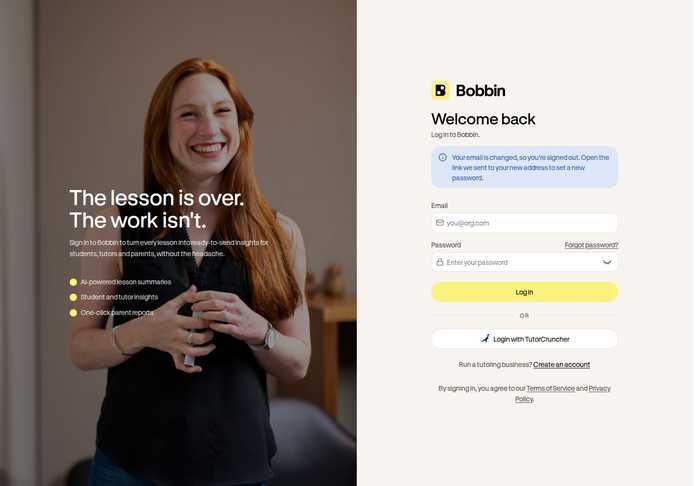 The lesson is over.
The work isn't.
Sign in to Bobbin to turn every lesson into ready-to-send insights for
students, tutors and parents, without the headache.
AI-powered lesson summaries
Student and tutor insights
One-click parent reports
Bobbin
Welcome back
Log in to Bobbin.
Your email is changed, so you're signed out. Open the
link we sent to your new address to set a new
password.
Email
you@org.com
Password
Forgot password?
Enter your password
Log in
OR
Login with TutorCruncher
Run a tutoring business? Create an account
By signing in, you agree to our Terms of Service and Privacy
Policy.